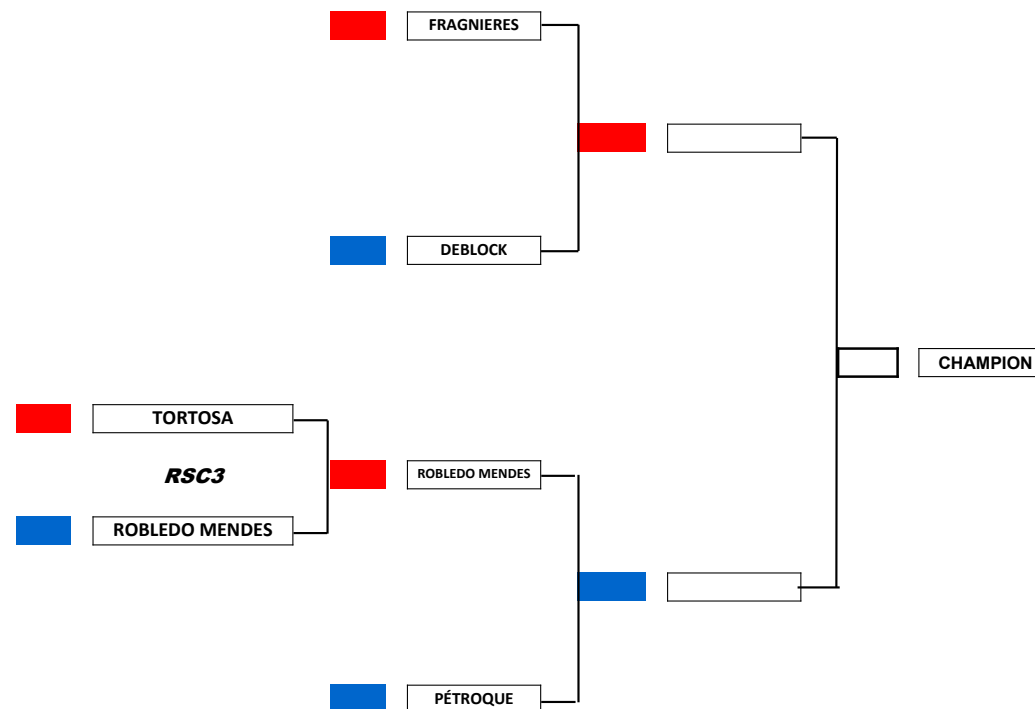 FRAGNIERES
DEBLOCK
CHAMPION
TORTOSA
RSC3
ROBLEDO MENDES
ROBLEDO MENDES
PÉTROQUE